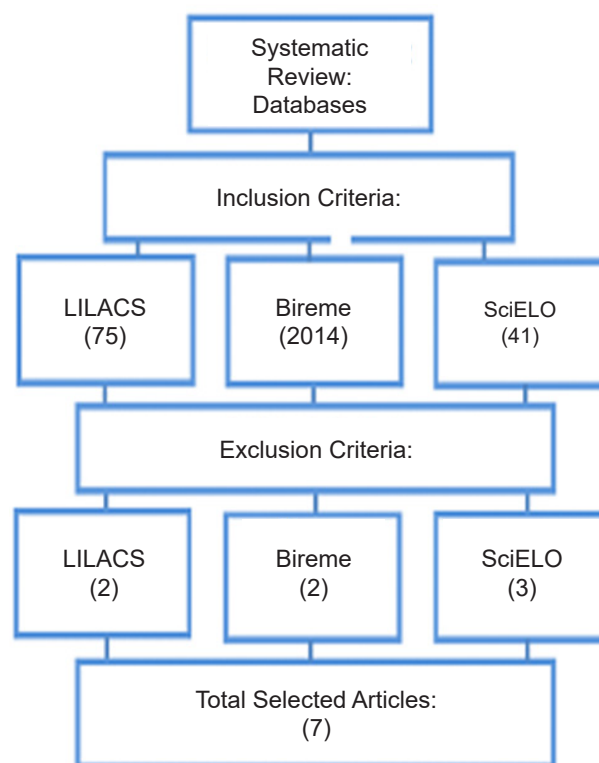 Systematic
Review:
Databases
Inclusion Criteria:
LILACS
(75)
Bireme
(2014)
SciELO
(41)
Exclusion Criteria:
LILACS
(2)
Bireme
(2)
SciELO
(3)
Total Selected Articles:
(7)